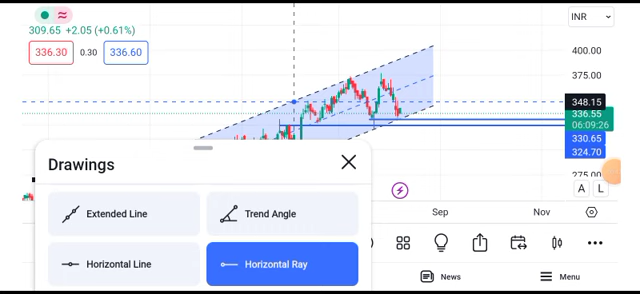 INR
309.65 +2.05 (+0.61%)
336.30 0.30 336.60
400.00
375.00
348.15
336.55
06:09:26
330.65
324.70
275.00
A L
Drawings
Extended Line
Trend Angle
Horizontal Line
Horizontal Ray
Sep
Nov
News
Menu